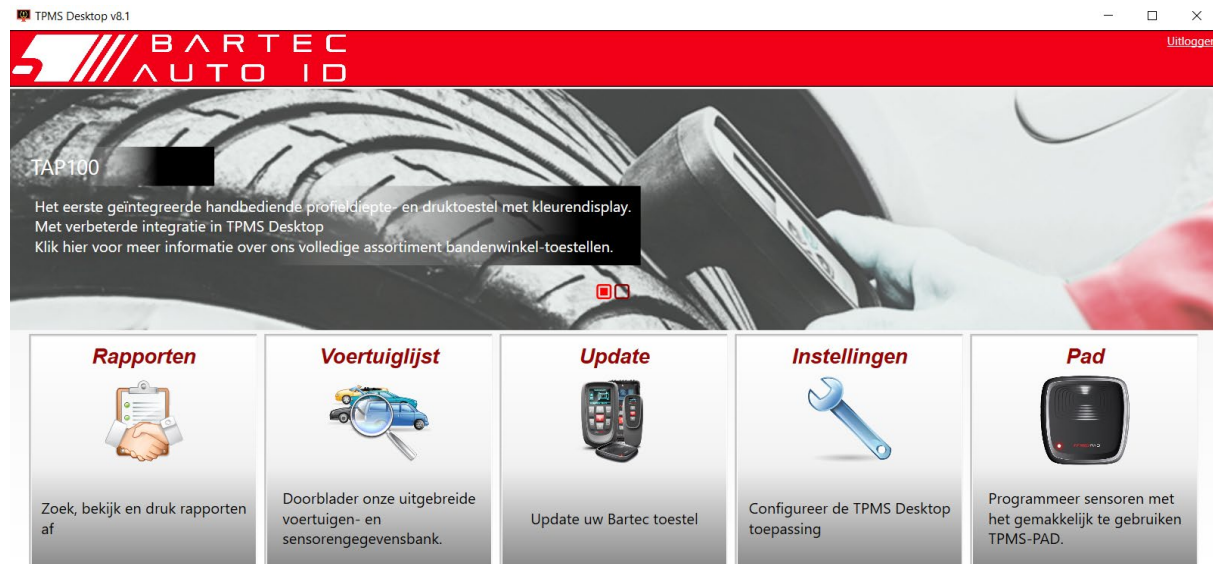 TPMS Desktop v8.1
BARTEC
AUTO ID
Uitloggen
TAP100
Het eerste geïntegreerde handbediende profieldiepte- en druktoestel met kleurendisplay.
Met verbeterde integratie in TPMS Desktop
Klik hier voor meer informatie over ons volledige assortiment bandenwinkel-toestellen.
Rapporten
Zoek, bekijk en druk rapporten
af
Voertuiglijst
Doorblader onze uitgebreide
voertuigen- en
sensorengegevensbank.
Update
Update uw Bartec toestel
Instellingen
Configureer de TPMS Desktop
toepassing
Pad
Programmeer sensoren met
het gemakkelijk te gebruiken
TPMS-PAD.